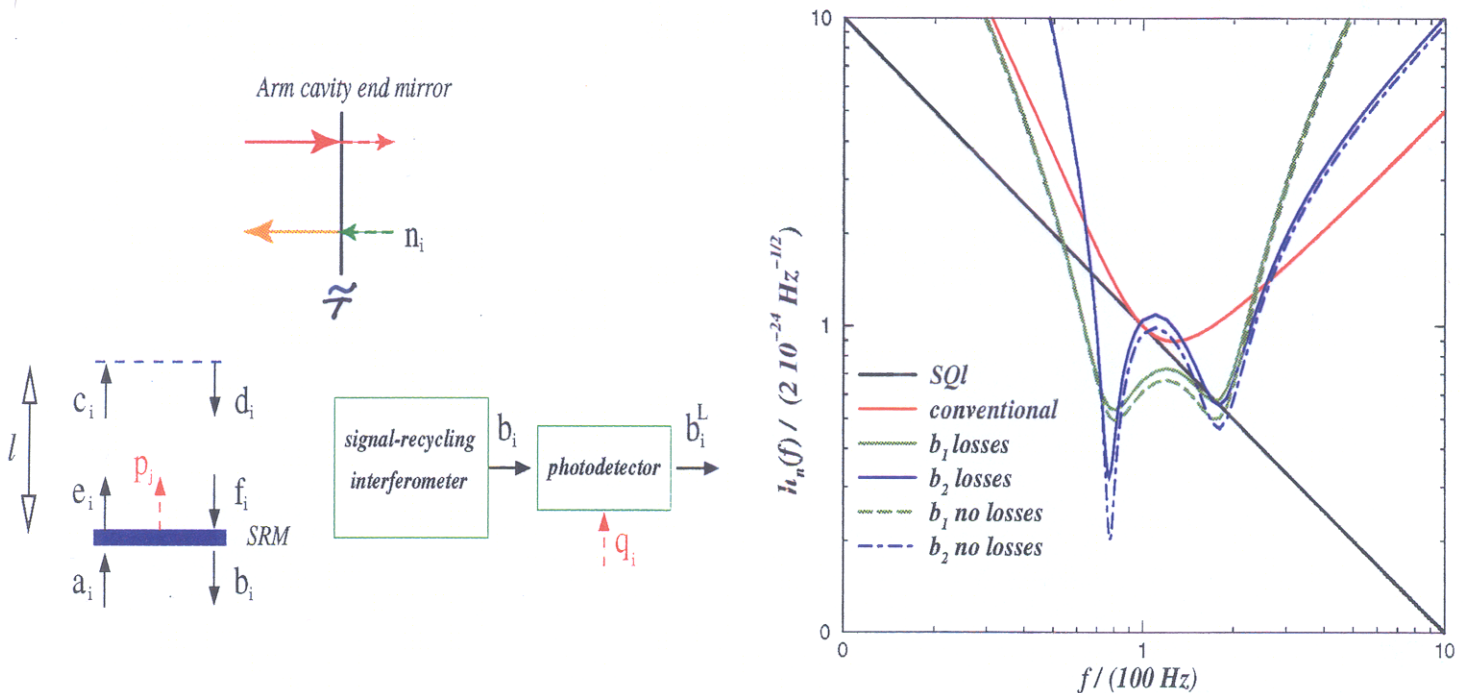 Arm cavity end mirror
n_i
τ̃
l
c_i
d_i
e_i
p_j
f_i
SRM
a_i
b_i
signal-recycling
interferometer
b_i
photodetector
b_i^L
q_i
h_n(f) / (2 10^-24 Hz^-1/2)
10
1
0
SQl
conventional
b_1 losses
b_2 losses
b_1 no losses
b_2 no losses
0
1
10
f / (100 Hz)